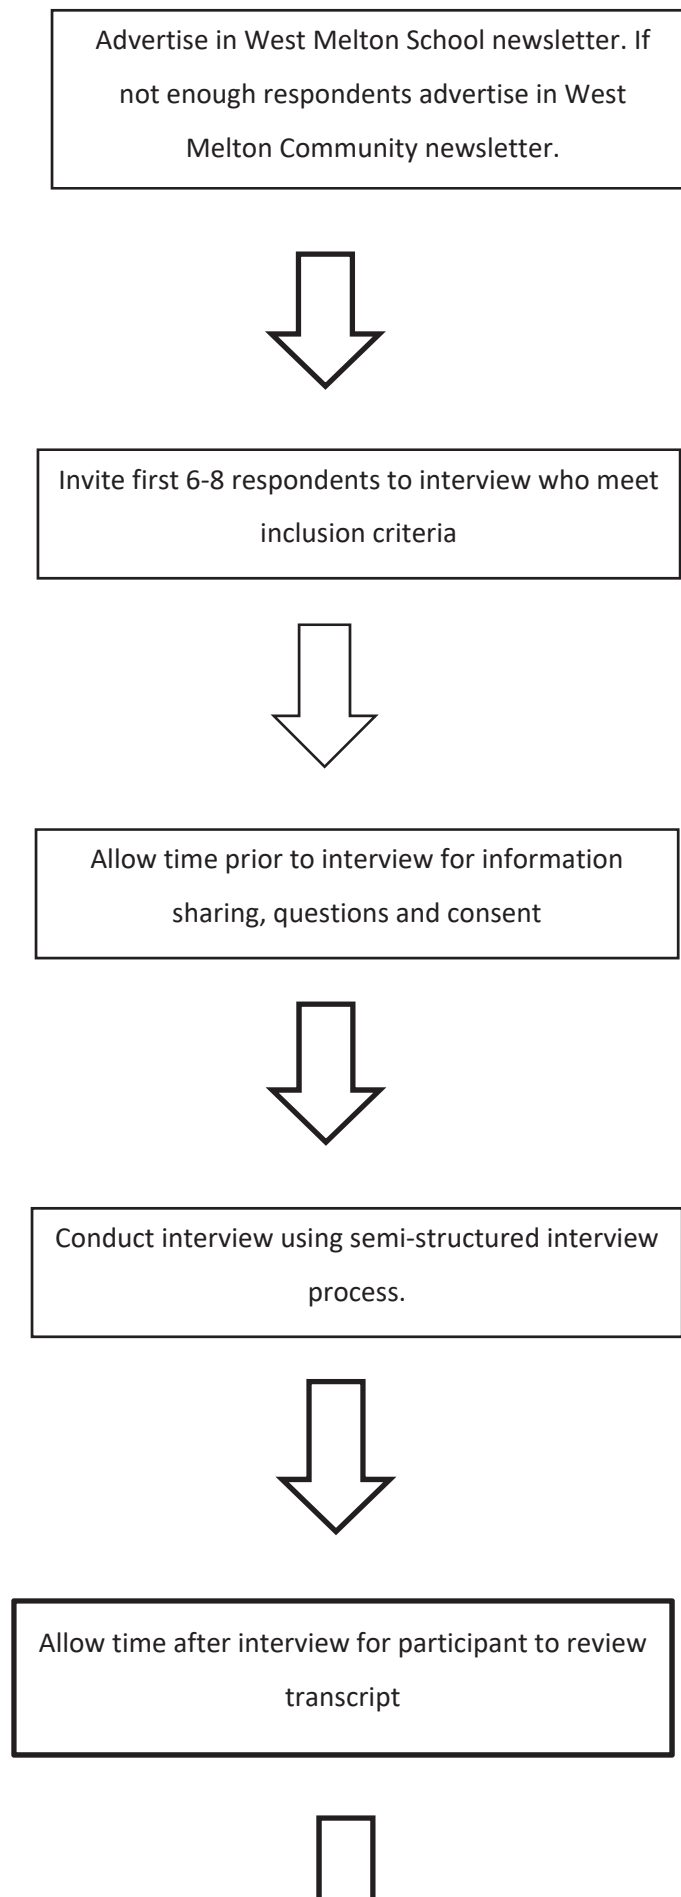 Advertise in West Melton School newsletter. If
not enough respondents advertise in West
Melton Community newsletter.
Invite first 6-8 respondents to interview who meet
inclusion criteria
Allow time prior to interview for information
sharing, questions and consent
Conduct interview using semi-structured interview
process.
Allow time after interview for participant to review
transcript